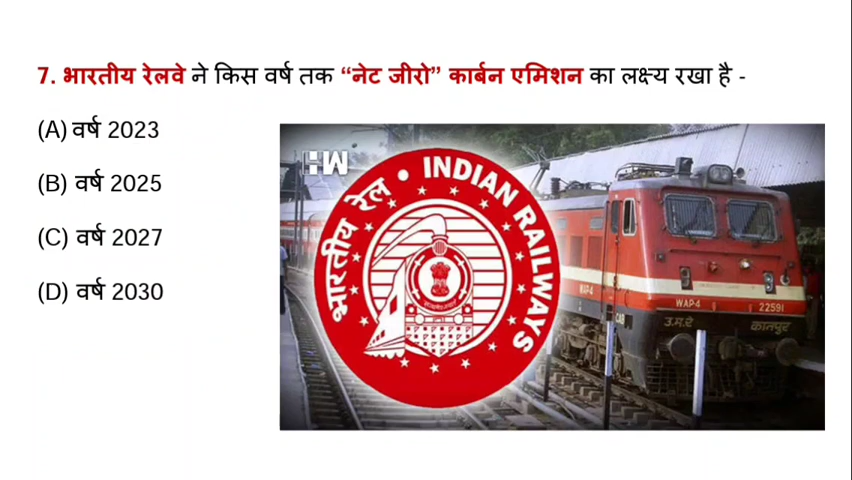 7. भारतीय रेलवे ने किस वर्ष तक “नेट जीरो” कार्बन एमिशन का लक्ष्य रखा है -
(A) वर्ष 2023
(B) वर्ष 2025
(C) वर्ष 2027
(D) वर्ष 2030
HW
भारतीय रेल • INDIAN RAILWAYS
WAP-4
WAP-4 22591
CAB उ.म.रे कानपुर